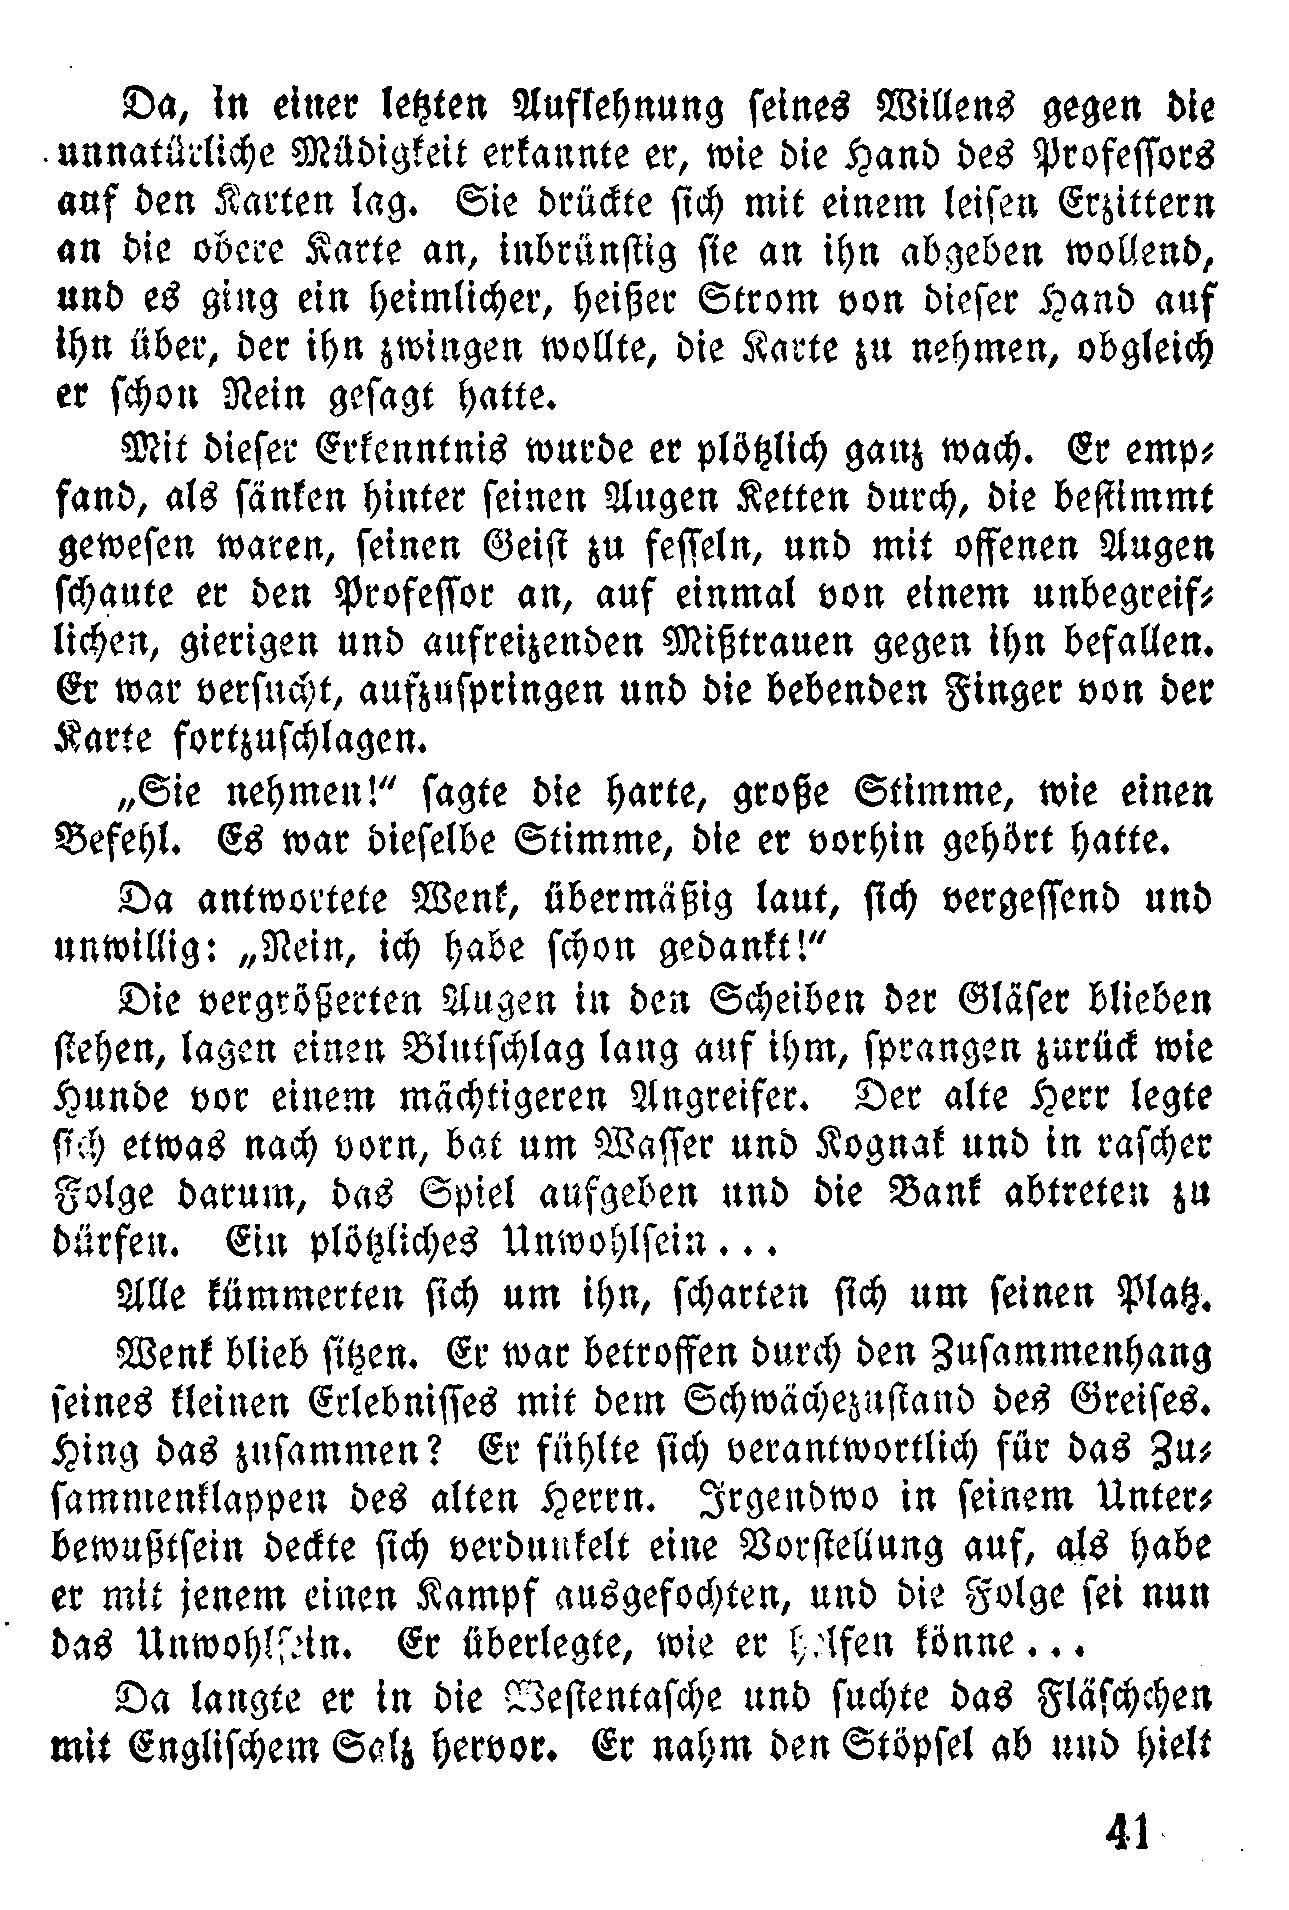 Da, in einer letzten Auflehnung seines Willens gegen die
unnatürliche Müdigkeit erkannte er, wie die Hand des Professors
auf den Karten lag. Sie drückte sich mit einem leisen Erzittern
an die obere Karte an, inbrünstig sie an ihn abgeben wollend,
und es ging ein heimlicher, heißer Strom von dieser Hand auf
ihn über, der ihn zwingen wollte, die Karte zu nehmen, obgleich
er schon Nein gesagt hatte.
Mit dieser Erkenntnis wurde er plötzlich ganz wach. Er emp-
fand, als sänken hinter seinen Augen Ketten durch, die bestimmt
gewesen waren, seinen Geist zu fesseln, und mit offenen Augen
schaute er den Professor an, auf einmal von einem unbegreif-
lichen, gierigen und aufreizenden Mißtrauen gegen ihn befallen.
Er war versucht, aufzuspringen und die bebenden Finger von der
Karte fortzuschlagen.
„Sie nehmen!“ sagte die harte, große Stimme, wie einen
Befehl. Es war dieselbe Stimme, die er vorhin gehört hatte.
Da antwortete Wenk, übermäßig laut, sich vergessend und
unwillig: „Nein, ich habe schon gedankt!“
Die vergrößerten Augen in den Scheiben der Gläser blieben
stehen, lagen einen Blutschlag lang auf ihm, sprangen zurück wie
Hunde vor einem mächtigeren Angreifer. Der alte Herr legte
sich etwas nach vorn, bat um Wasser und Kognak und in rascher
Folge darum, das Spiel aufgeben und die Bank abtreten zu
dürfen. Ein plötzliches Unwohlsein...
Alle kümmerten sich um ihn, scharten sich um seinen Platz.
Wenk blieb sitzen. Er war betroffen durch den Zusammenhang
seines kleinen Erlebnisses mit dem Schwächezustand des Greises.
Hing das zusammen? Er fühlte sich verantwortlich für das Zu-
sammenklappen des alten Herrn. Irgendwo in seinem Unter-
bewußtsein deckte sich verdunkelt eine Vorstellung auf, als habe
er mit jenem einen Kampf ausgefochten, und die Folge sei nun
das Unwohlsein. Er überlegte, wie er helfen könne...
Da langte er in die Westentasche und suchte das Fläschchen
mit Englischem Salz hervor. Er nahm den Stöpsel ab und hielt
41